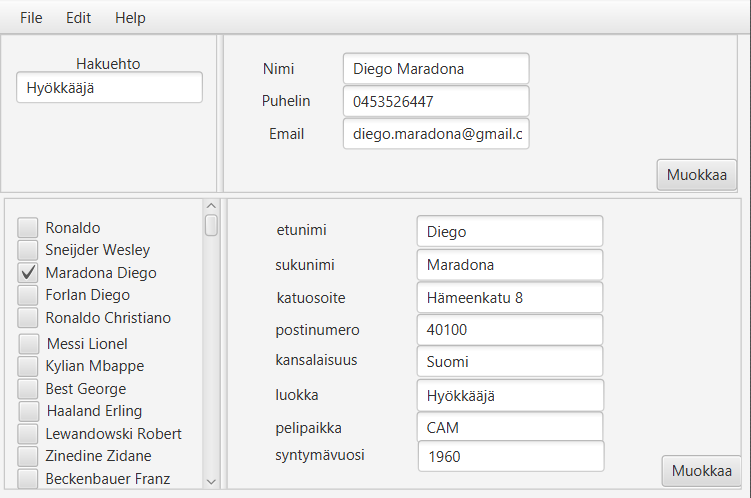 File Edit Help
Hakuehto
Hyökkääjä
Nimi Diego Maradona
Puhelin 0453526447
Email diego.maradona@gmail.c
Muokkaa
Ronaldo
Sneijder Wesley
Maradona Diego
Forlan Diego
Ronaldo Christiano
Messi Lionel
Kylian Mbappe
Best George
Haaland Erling
Lewandowski Robert
Zinedine Zidane
Beckenbauer Franz
etunimi Diego
sukunimi Maradona
katuosoite Hämeenkatu 8
postinumero 40100
kansalaisuus Suomi
luokka Hyökkääjä
pelipaikka CAM
syntymävuosi 1960
Muokkaa